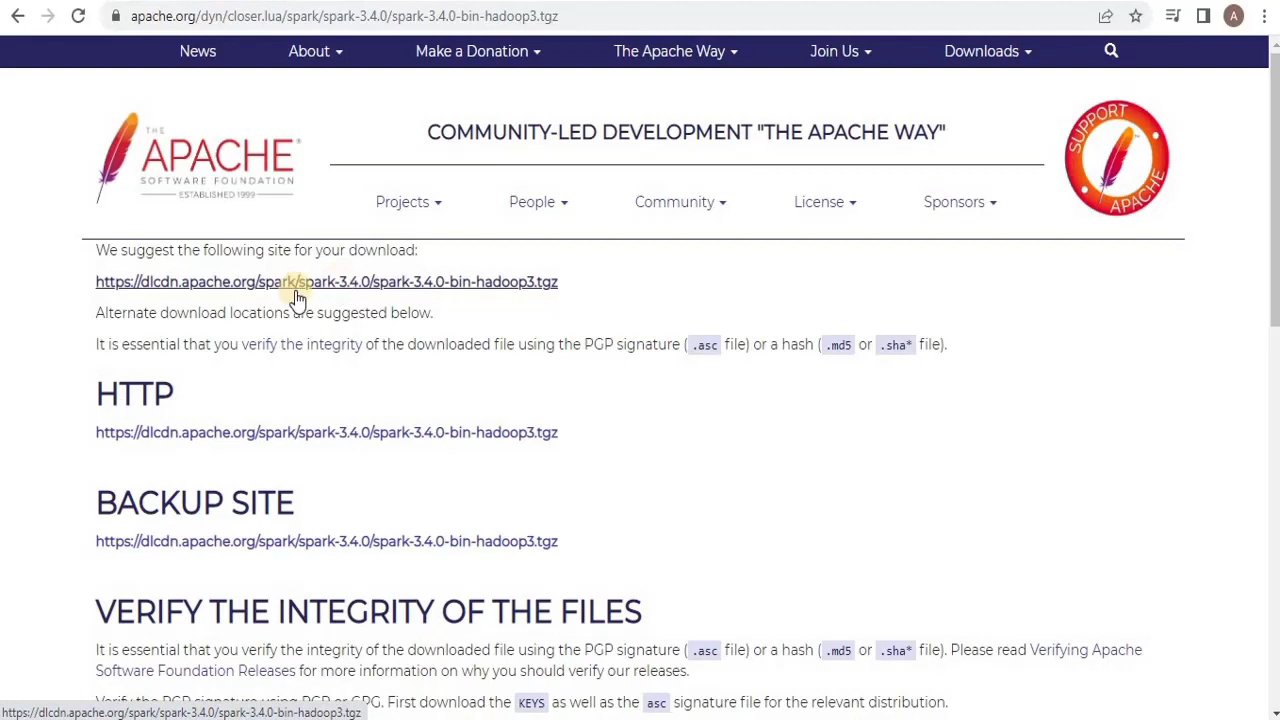 apache.org/dyn/closer.lua/spark/spark-3.4.0/spark-3.4.0-bin-hadoop3.tgz
A
News About Make a Donation The Apache Way Join Us Downloads
THE
APACHE®
SOFTWARE FOUNDATION
ESTABLISHED 1999
COMMUNITY-LED DEVELOPMENT "THE APACHE WAY"
SUPPORT
APACHE
Projects People Community License Sponsors
We suggest the following site for your download:
https://dlcdn.apache.org/spark/spark-3.4.0/spark-3.4.0-bin-hadoop3.tgz
Alternate download locations are suggested below.
It is essential that you verify the integrity of the downloaded file using the PGP signature ( .asc file) or a hash ( .md5 or .sha* file).
HTTP
https://dlcdn.apache.org/spark/spark-3.4.0/spark-3.4.0-bin-hadoop3.tgz
BACKUP SITE
https://dlcdn.apache.org/spark/spark-3.4.0/spark-3.4.0-bin-hadoop3.tgz
VERIFY THE INTEGRITY OF THE FILES
It is essential that you verify the integrity of the downloaded file using the PGP signature ( .asc file) or a hash ( .md5 or .sha* file). Please read Verifying Apache
Software Foundation Releases for more information on why you should verify our releases.
Verify the PGP signature using PGP or GPG. First download the KEYS as well as the asc signature file for the relevant distribution.
https://dlcdn.apache.org/spark/spark-3.4.0/spark-3.4.0-bin-hadoop3.tgz